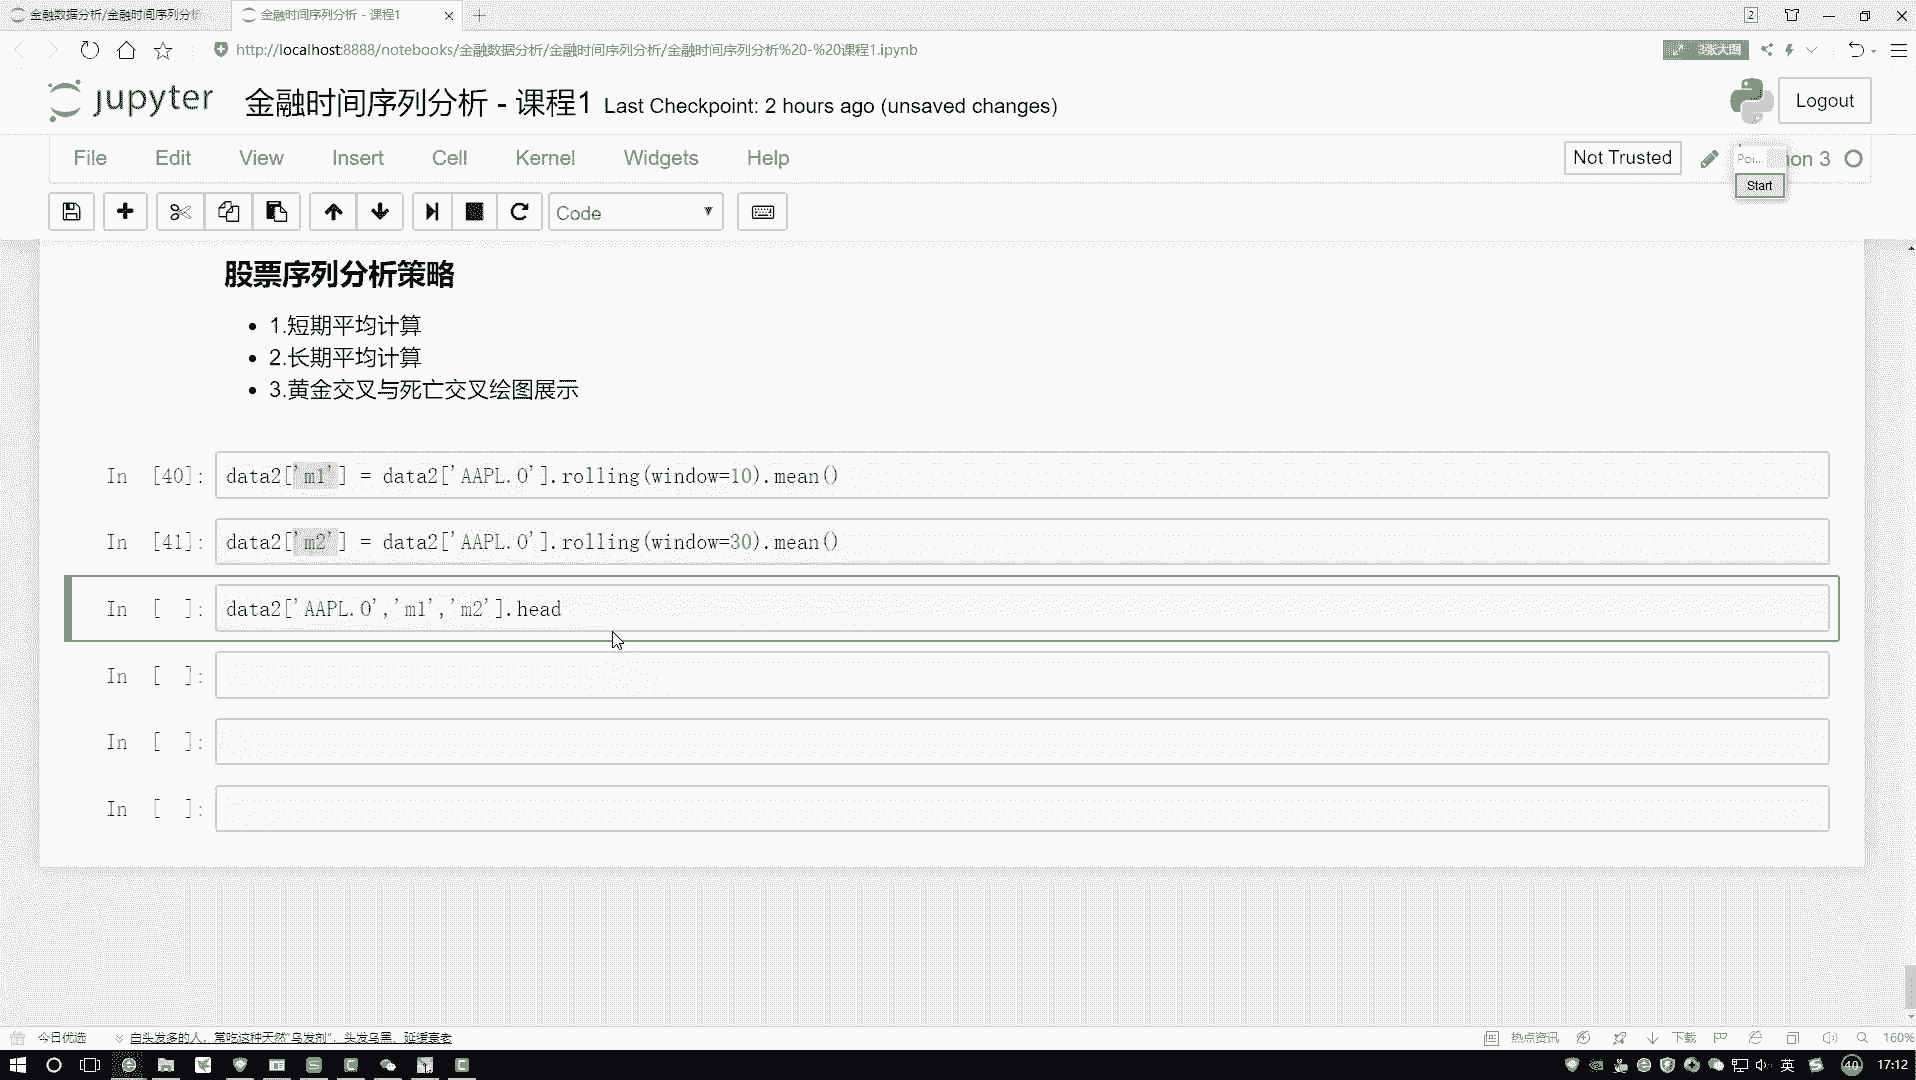 金融数据分析/金融时间序列分析
金融时间序列分析 - 课程1
2
http://localhost:8888/notebooks/金融数据分析/金融时间序列分析/金融时间序列分析%20-%20课程1.ipynb
3张大图
jupyter 金融时间序列分析 - 课程1 Last Checkpoint: 2 hours ago (unsaved changes)
Logout
File Edit View Insert Cell Kernel Widgets Help
Not Trusted
Poi... hon 3
Start
Code
股票序列分析策略
• 1.短期平均计算
• 2.长期平均计算
• 3.黄金交叉与死亡交叉绘图展示
In [40]: data2['m1'] = data2['AAPL.O'].rolling(window=10).mean()
In [41]: data2['m2'] = data2['AAPL.O'].rolling(window=30).mean()
In [ ]: data2['AAPL.O','m1','m2'].head
In [ ]:
In [ ]:
In [ ]:
今日优选
白头发多的人，常吃这种天然“乌发剂”，头发乌黑、延缓衰老
热点资讯
下载
160%
英
40
17:12